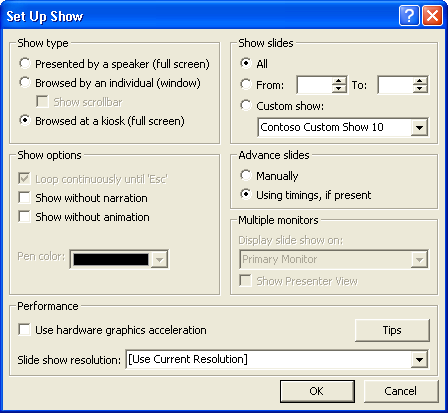 Set Up Show
Show type
Presented by a speaker (full screen)
Browsed by an individual (window)
Show scrollbar
Browsed at a kiosk (full screen)
Show slides
All
From: To:
Custom show:
Contoso Custom Show 10
Show options
Loop continuously until 'Esc'
Show without narration
Show without animation
Pen color:
Advance slides
Manually
Using timings, if present
Multiple monitors
Display slide show on:
Primary Monitor
Show Presenter View
Performance
Use hardware graphics acceleration
Tips
Slide show resolution: [Use Current Resolution]
OK Cancel